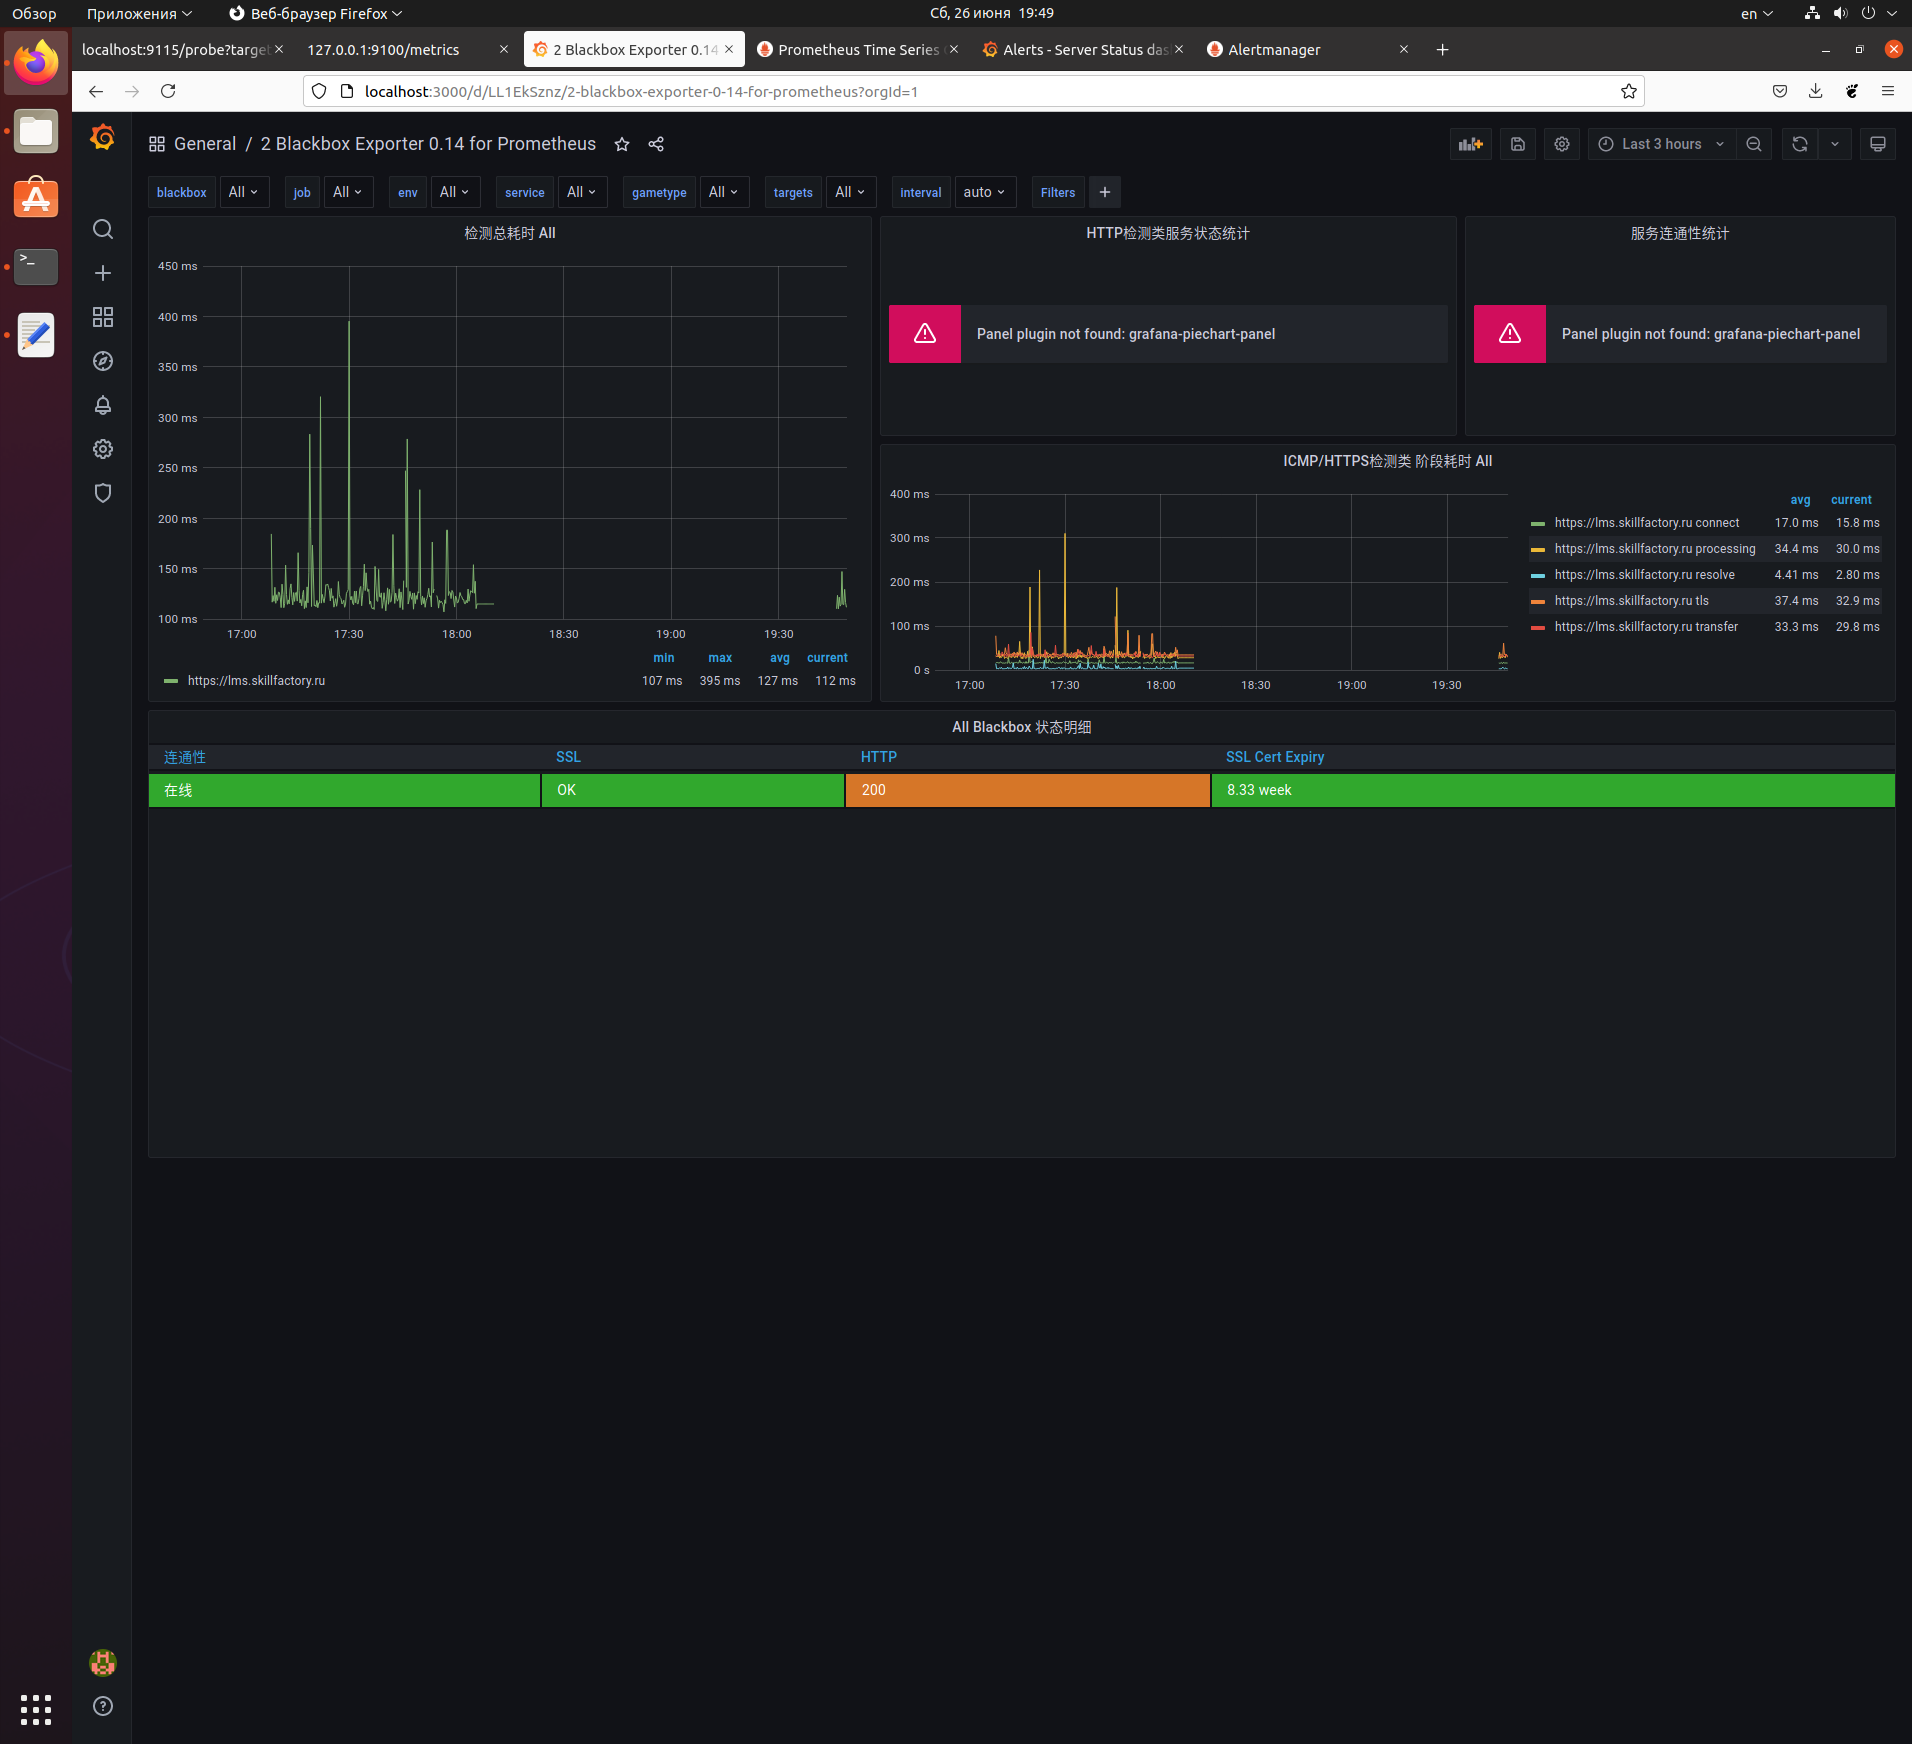 Обзор Приложения Веб-браузер Firefox Сб, 26 июня 19:49 en
localhost:9115/probe?targe 127.0.0.1:9100/metrics 2 Blackbox Exporter 0.14 Prometheus Time Series Alerts - Server Status das Alertmanager
localhost:3000/d/LL1EkSznz/2-blackbox-exporter-0-14-for-prometheus?orgId=1
General / 2 Blackbox Exporter 0.14 for Prometheus Last 3 hours
blackbox All job All env All service All gametype All targets All interval auto Filters +
检测总耗时 All
450 ms
400 ms
350 ms
300 ms
250 ms
200 ms
150 ms
100 ms
17:00 17:30 18:00 18:30 19:00 19:30
min max avg current
https://lms.skillfactory.ru 107 ms 395 ms 127 ms 112 ms
HTTP检测类服务状态统计
Panel plugin not found: grafana-piechart-panel
服务连通性统计
Panel plugin not found: grafana-piechart-panel
ICMP/HTTPS检测类 阶段耗时 All
400 ms
300 ms
200 ms
100 ms
0 s
17:00 17:30 18:00 18:30 19:00 19:30
avg current
https://lms.skillfactory.ru connect 17.0 ms 15.8 ms
https://lms.skillfactory.ru processing 34.4 ms 30.0 ms
https://lms.skillfactory.ru resolve 4.41 ms 2.80 ms
https://lms.skillfactory.ru tls 37.4 ms 32.9 ms
https://lms.skillfactory.ru transfer 33.3 ms 29.8 ms
All Blackbox 状态明细
连通性 SSL HTTP SSL Cert Expiry
在线 OK 200 8.33 week